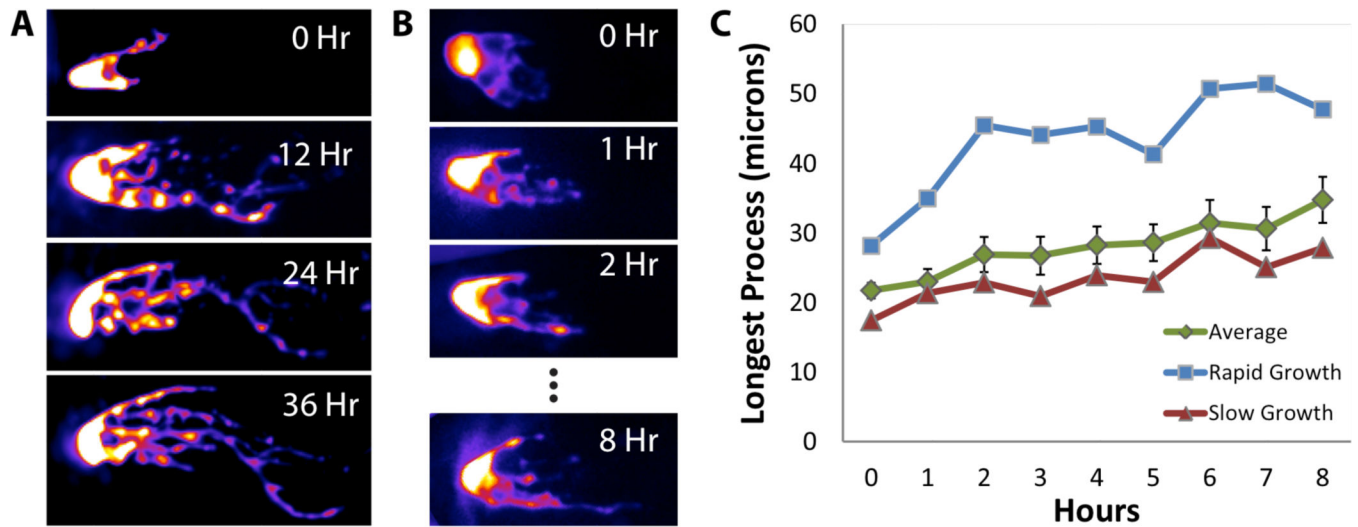 A
0 Hr
12 Hr
24 Hr
36 Hr
B
0 Hr
1 Hr
2 Hr
8 Hr
C
Longest Process (microns)
60
50
40
30
20
10
0
Average
Rapid Growth
Slow Growth
0 1 2 3 4 5 6 7 8
Hours